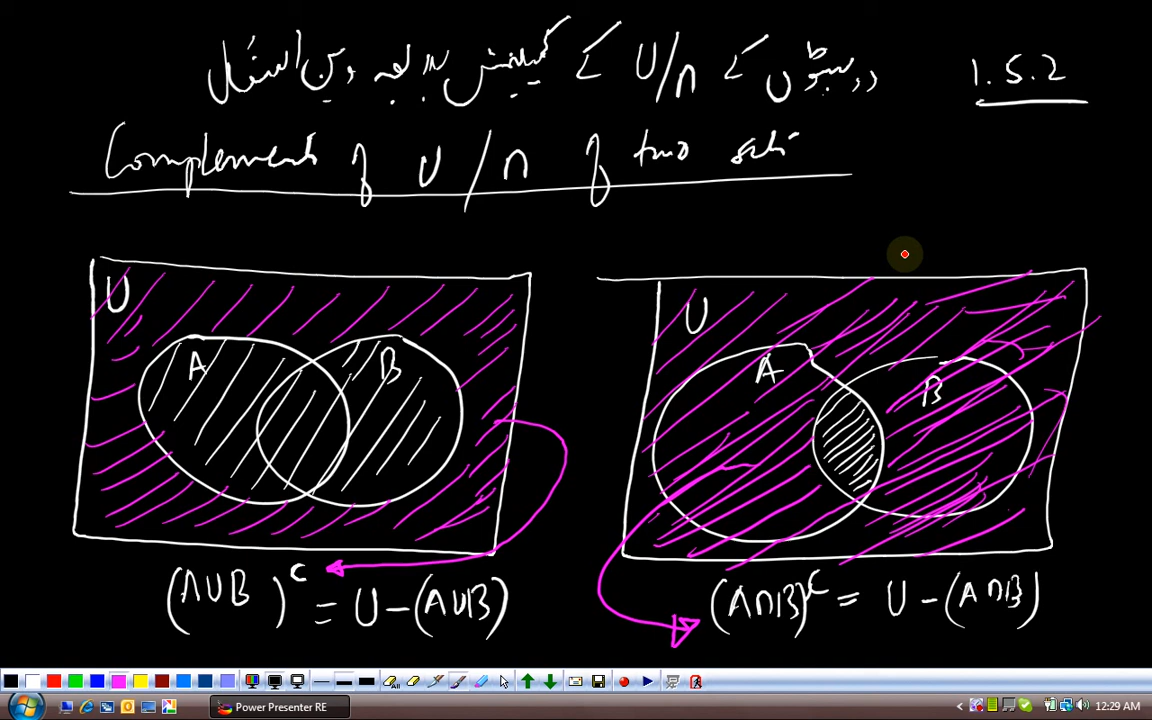 دو سیٹوں کے U/∩ کے کمپلیمنٹس بذریعہ وین اشکال 1.5.2
Complements of U/∩ of two sets
U
A B
U
A B
(A∪B)ᶜ = U-(A∪B)
(A∩B)ᶜ = U-(A∩B)
Power Presenter RE
12:29 AM